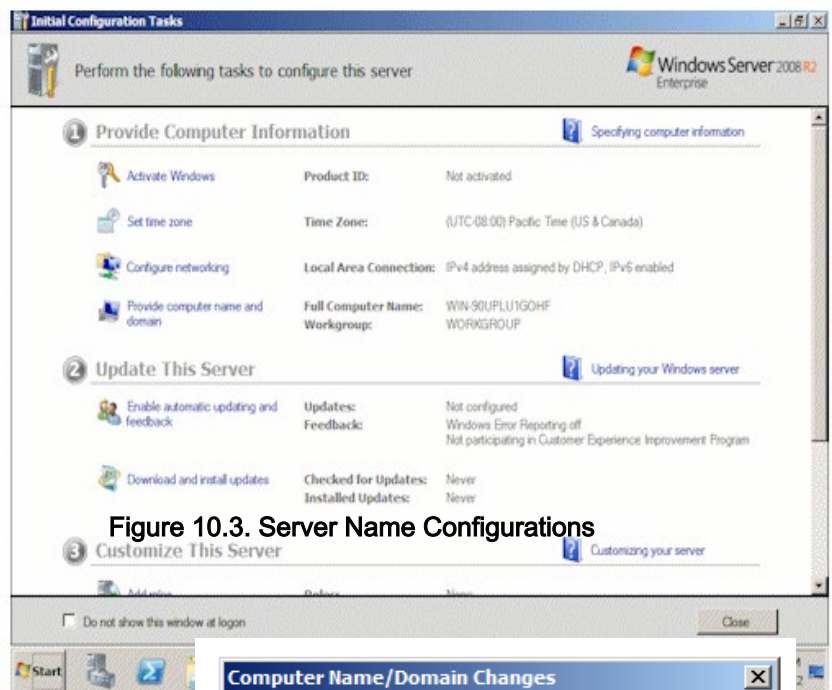 Initial Configuration Tasks
Perform the following tasks to configure this server
Windows Server 2008 R2
Enterprise
1 Provide Computer Information
Specifying computer information
Activate Windows Product ID: Not activated
Set time zone Time Zone: (UTC-08:00) Pacific Time (US & Canada)
Configure networking Local Area Connection: IPv4 address assigned by DHCP, IPv6 enabled
Provide computer name and domain Full Computer Name: WIN-90UPLU1GOHF
Workgroup: WORKGROUP
2 Update This Server
Updating your Windows server
Enable automatic updating and feedback Updates: Not configured
Feedback: Windows Error Reporting off
Not participating in Customer Experience Improvement Program
Download and install updates Checked for Updates: Never
Installed Updates: Never
Figure 10.3. Server Name Configurations
3 Customize This Server
Customizing your server
Do not show this window at logon
Close
Start
Computer Name/Domain Changes